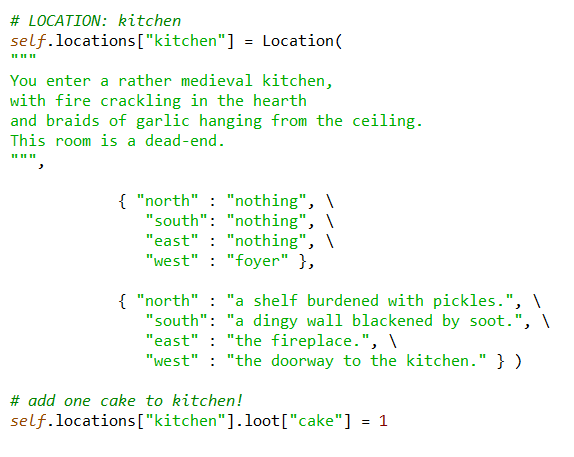 # LOCATION: kitchen
self.locations["kitchen"] = Location(
"""
You enter a rather medieval kitchen,
with fire crackling in the hearth
and braids of garlic hanging from the ceiling.
This room is a dead-end.
""",
{ "north" : "nothing", \
"south": "nothing", \
"east" : "nothing", \
"west" : "foyer" },
{ "north" : "a shelf burdened with pickles.", \
"south": "a dingy wall blackened by soot.", \
"east" : "the fireplace.", \
"west" : "the doorway to the kitchen." } )
# add one cake to kitchen!
self.locations["kitchen"].loot["cake"] = 1